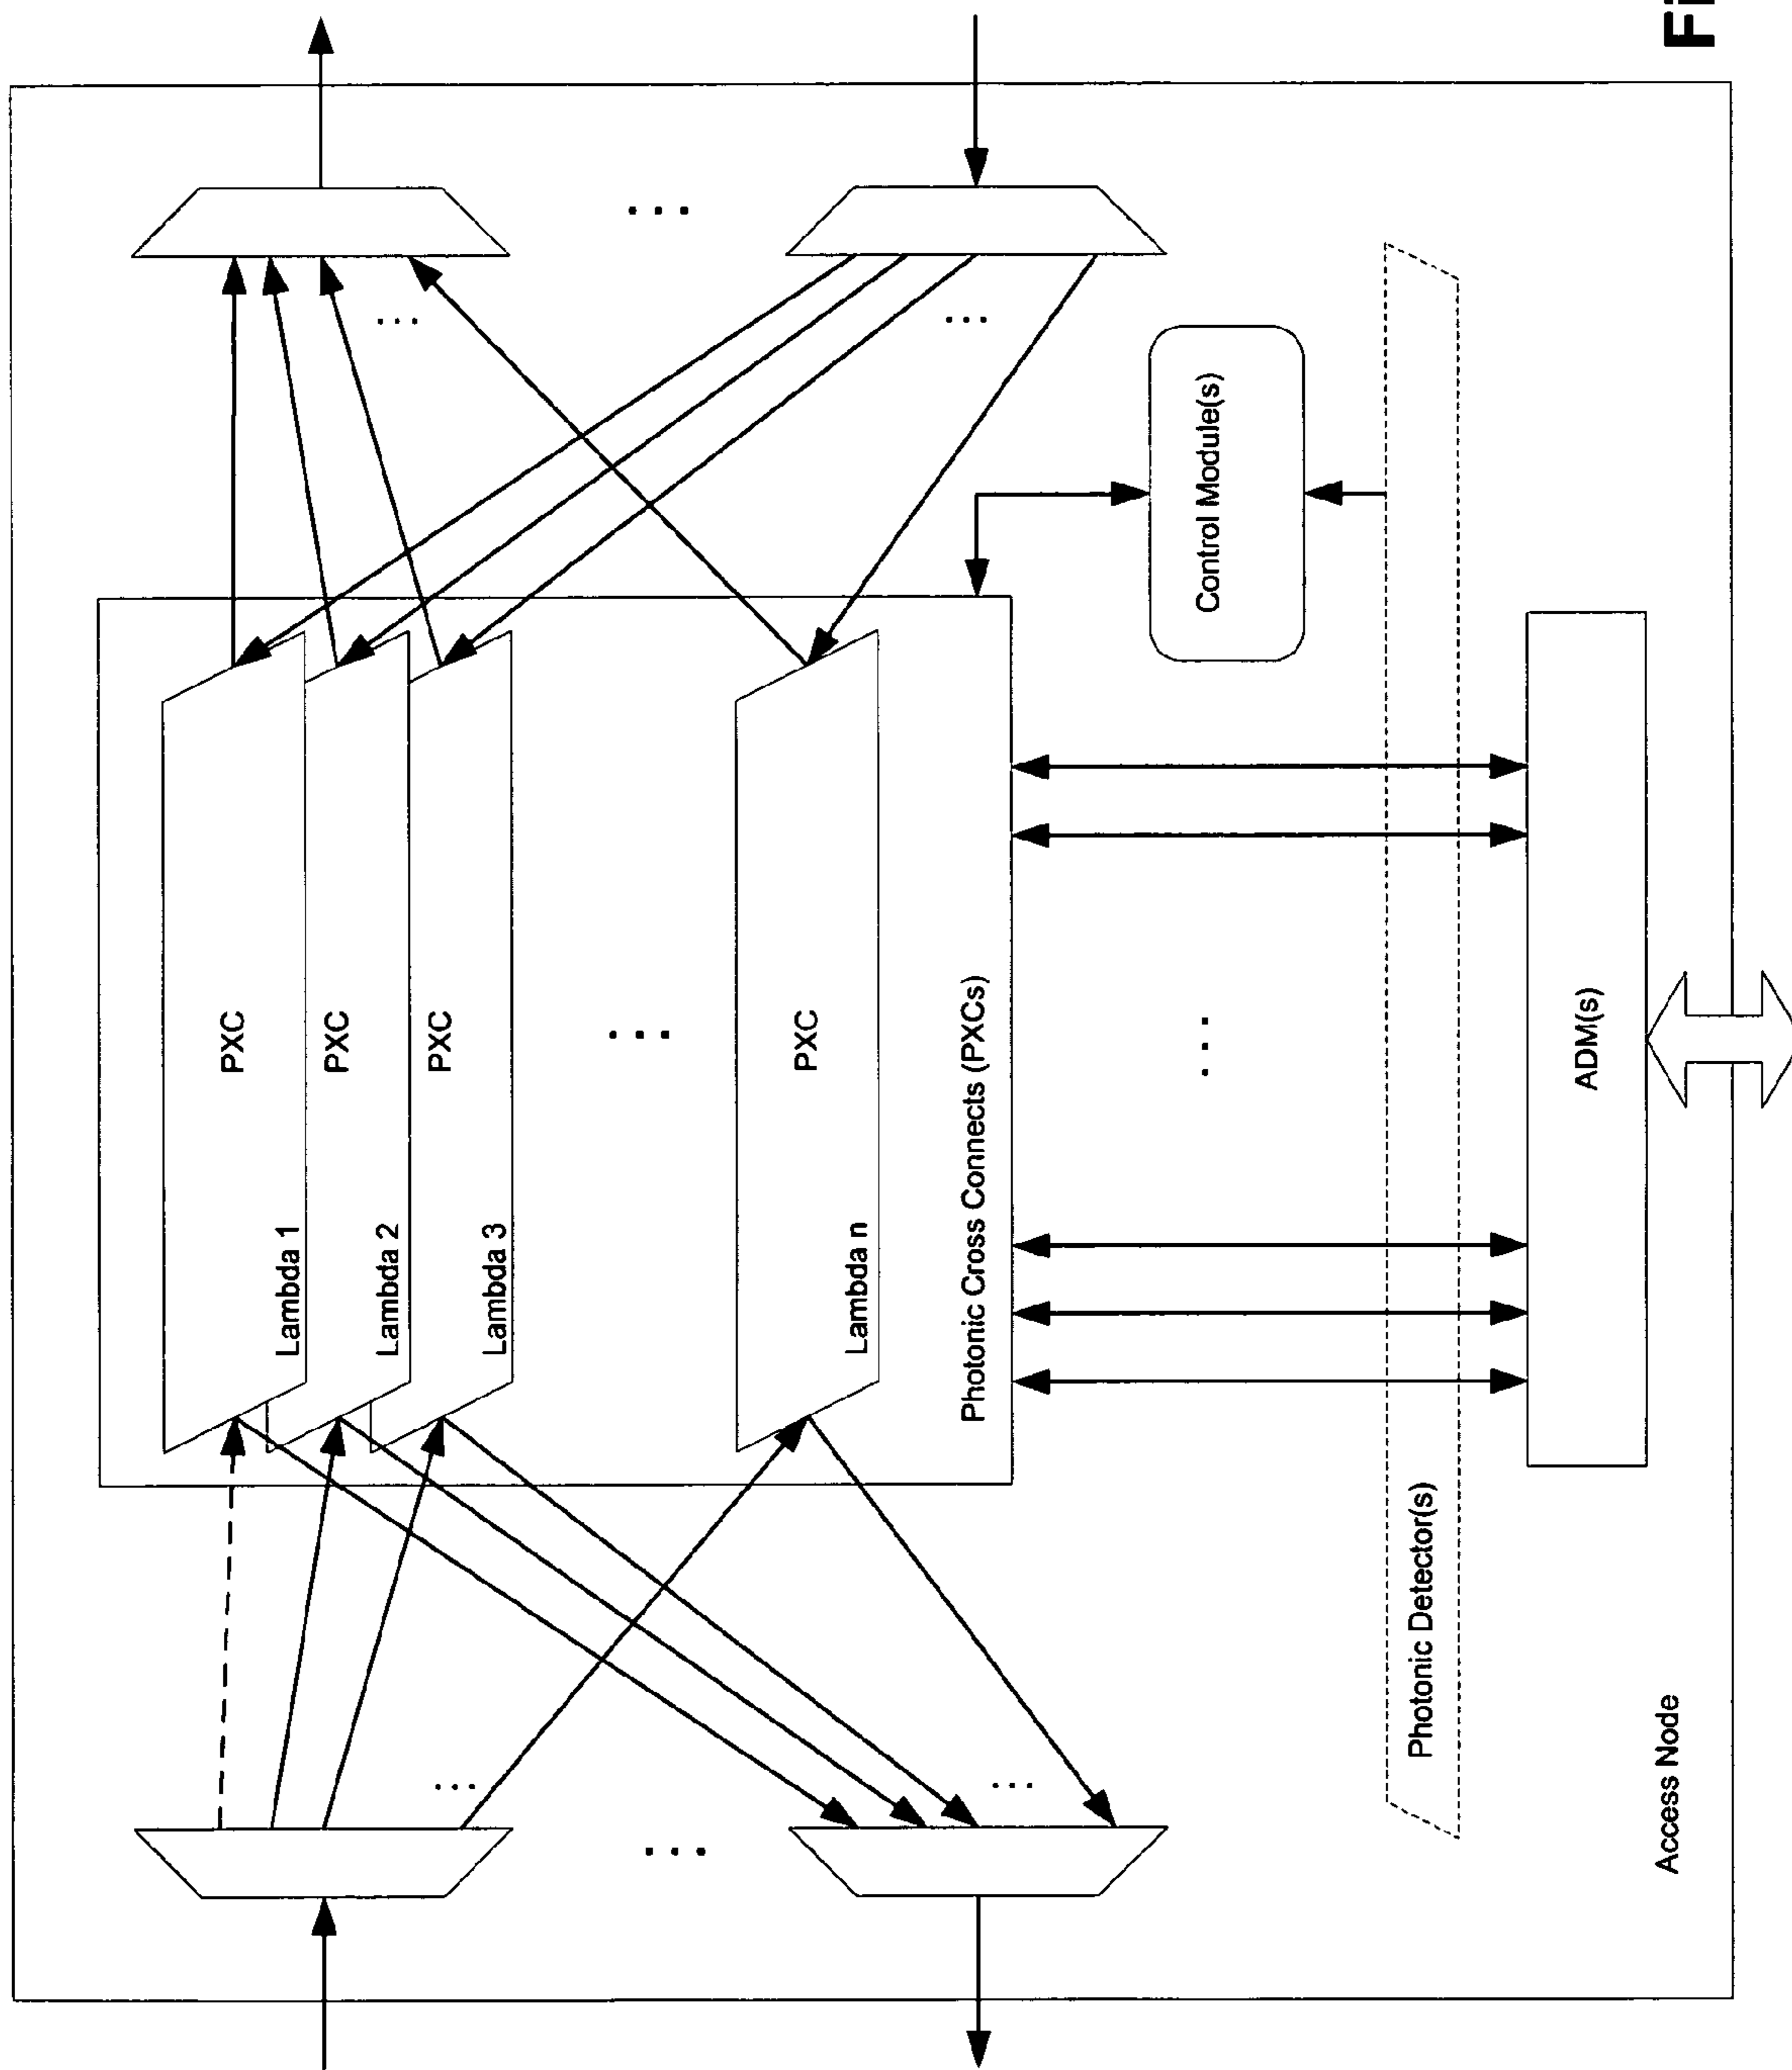 Fi
PXC
Lambda 1
PXC
Lambda 2
PXC
Lambda 3
...
PXC
Lambda n
Photonic Cross Connects (PXCs)
Control Module(s)
Photonic Detector(s)
ADM(s)
Access Node